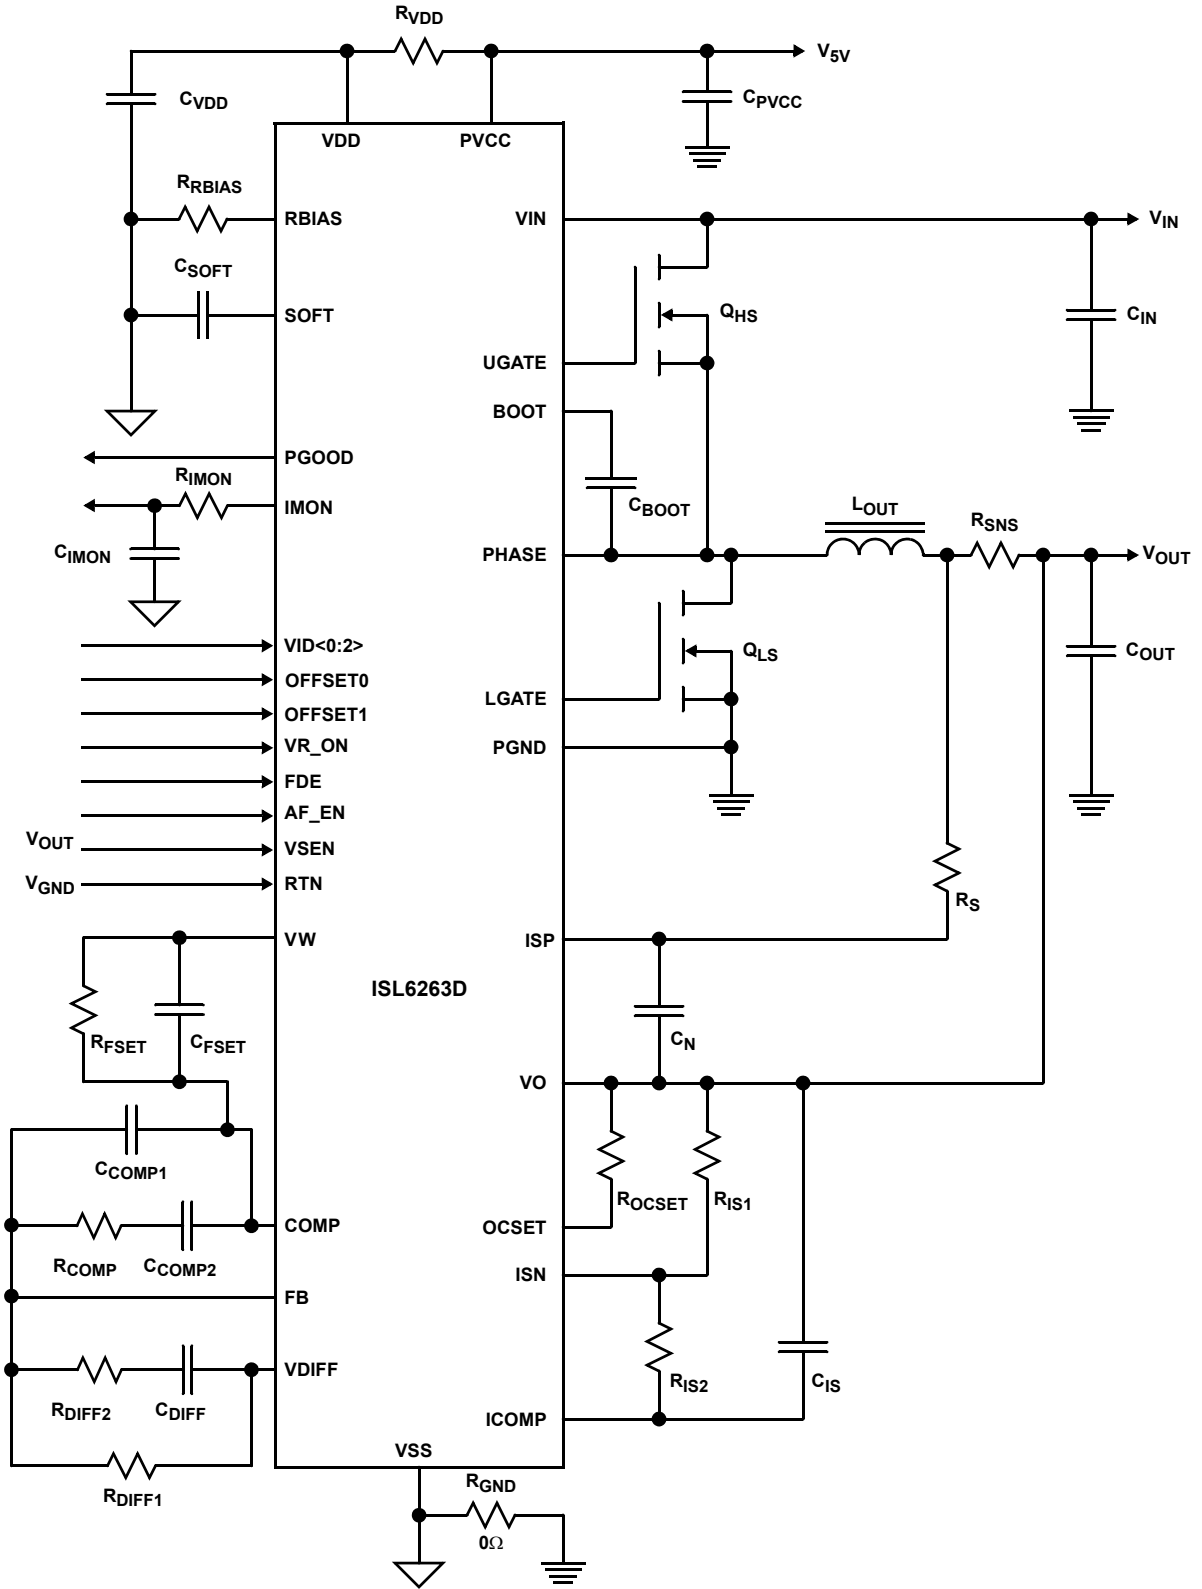 RVDD
V5V
CVDD
CPVCC
VDD
PVCC
RRBIAS
RBIAS
VIN
VIN
CSOFT
SOFT
QHS
CIN
UGATE
BOOT
PGOOD
RIMON
IMON
CBOOT
LOUT
RSNS
CIMON
PHASE
VOUT
VID<0:2>
QLS
COUT
OFFSET0
LGATE
OFFSET1
VR_ON
PGND
FDE
AF_EN
VOUT
VSEN
VGND
RTN
RS
VW
ISP
ISL6263D
RFSET
CFSET
CN
VO
CCOMP1
ROCSET
RIS1
COMP
OCSET
RCOMP
CCOMP2
ISN
FB
VDIFF
RIS2
CIS
RDIFF2
CDIFF
ICOMP
VSS
RDIFF1
RGND
0Ω